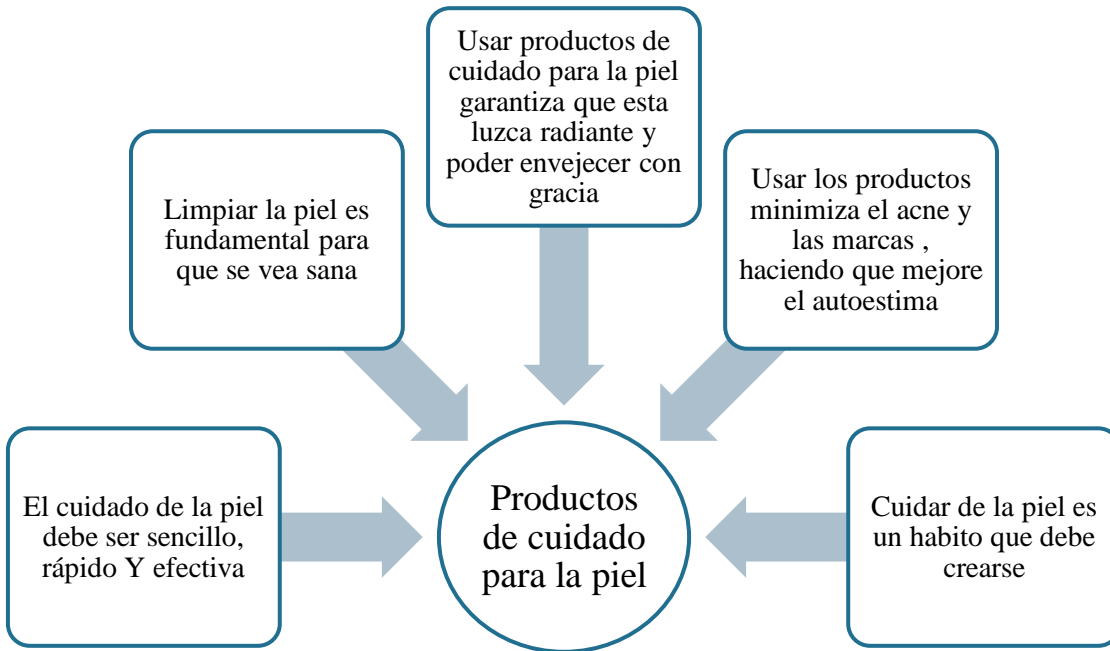 Usar productos de
cuidado para la piel
garantiza que esta
luzca radiante y
poder envejecer con
gracia
Limpiar la piel es
fundamental para
que se vea sana
Usar los productos
minimiza el acne y
las marcas ,
haciendo que mejore
el autoestima
El cuidado de la piel
debe ser sencillo,
rápido Y efectiva
Productos
de cuidado
para la piel
Cuidar de la piel es
un habito que debe
crearse